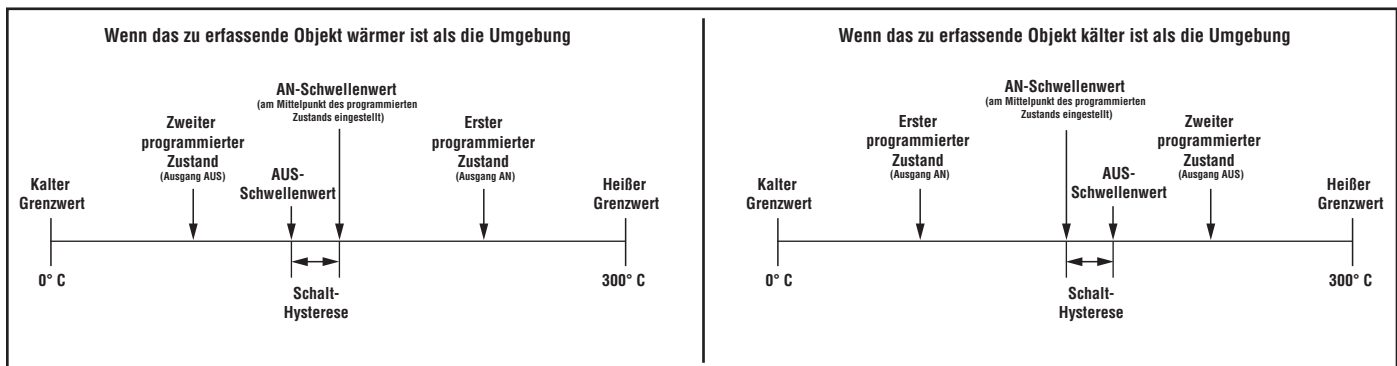 Wenn das zu erfassende Objekt wärmer ist als die Umgebung
AN-Schwellenwert
(am Mittelpunkt des programmierten
Zustands eingestellt)
Zweiter
programmierter
Zustand
(Ausgang AUS)
Erster
programmierter
Zustand
(Ausgang AN)
AUS-
Schwellenwert
Kalter
Grenzwert
Heißer
Grenzwert
0° C
300° C
Schalt-
Hysterese
Wenn das zu erfassende Objekt kälter ist als die Umgebung
AN-Schwellenwert
(am Mittelpunkt des programmierten
Zustands eingestellt)
Erster
programmierter
Zustand
(Ausgang AN)
Zweiter
programmierter
Zustand
(Ausgang AUS)
AUS-
Schwellenwert
Kalter
Grenzwert
Heißer
Grenzwert
0° C
300° C
Schalt-
Hysterese